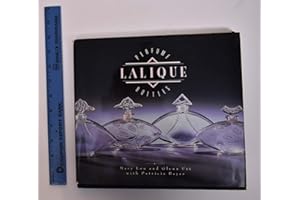 PERFUME
LALIQUE
BOTTLES
Mary Lou and Glenn Utt
with Patricia Bayer